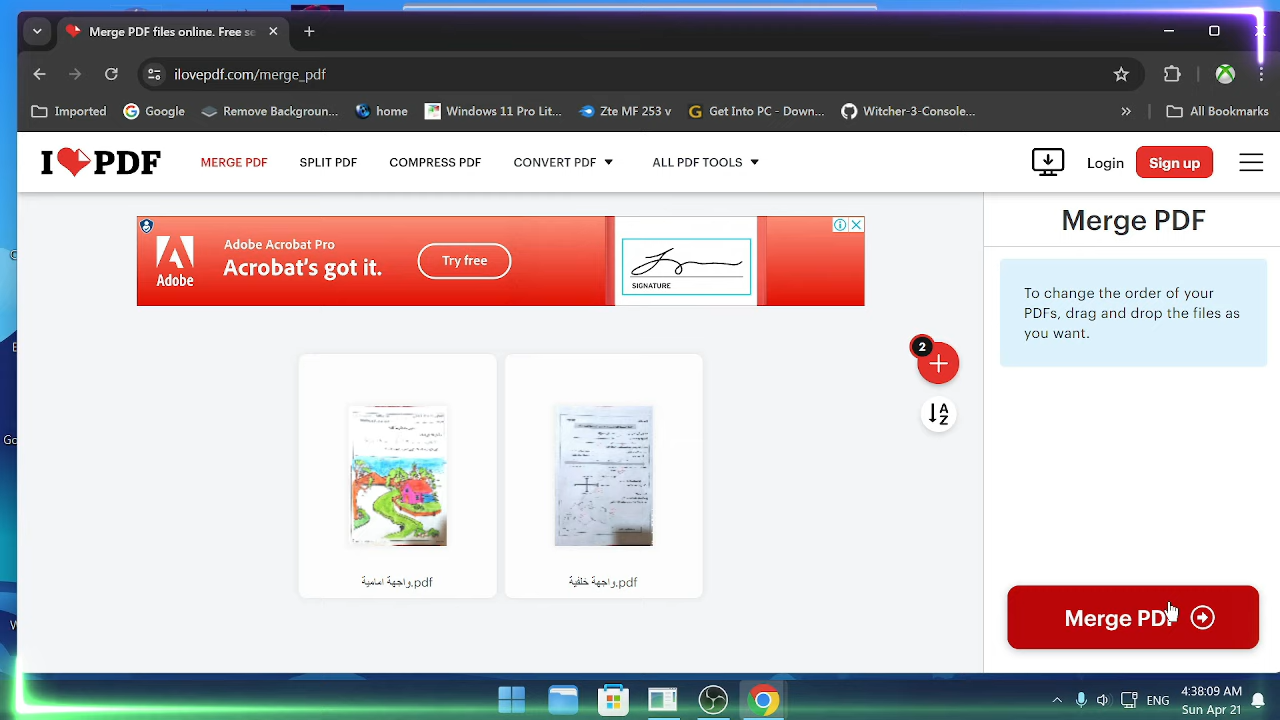 Merge PDF files online. Free se
ilovepdf.com/merge_pdf
Imported
Google
Remove Backgroun...
home
Windows 11 Pro Lit...
Zte MF 253 v
Get Into PC - Down...
Witcher-3-Console...
»
All Bookmarks
I PDF
MERGE PDF
SPLIT PDF
COMPRESS PDF
CONVERT PDF
ALL PDF TOOLS
Login
Sign up
Adobe
Adobe Acrobat Pro
Acrobat's got it.
Try free
SIGNATURE
Merge PDF
To change the order of your
PDFs, drag and drop the files as
you want.
2
A
Z
واجهة امامية.pdf
واجهة خلفية.pdf
Merge PDF
ENG
4:38:09 AM
Sun Apr 21